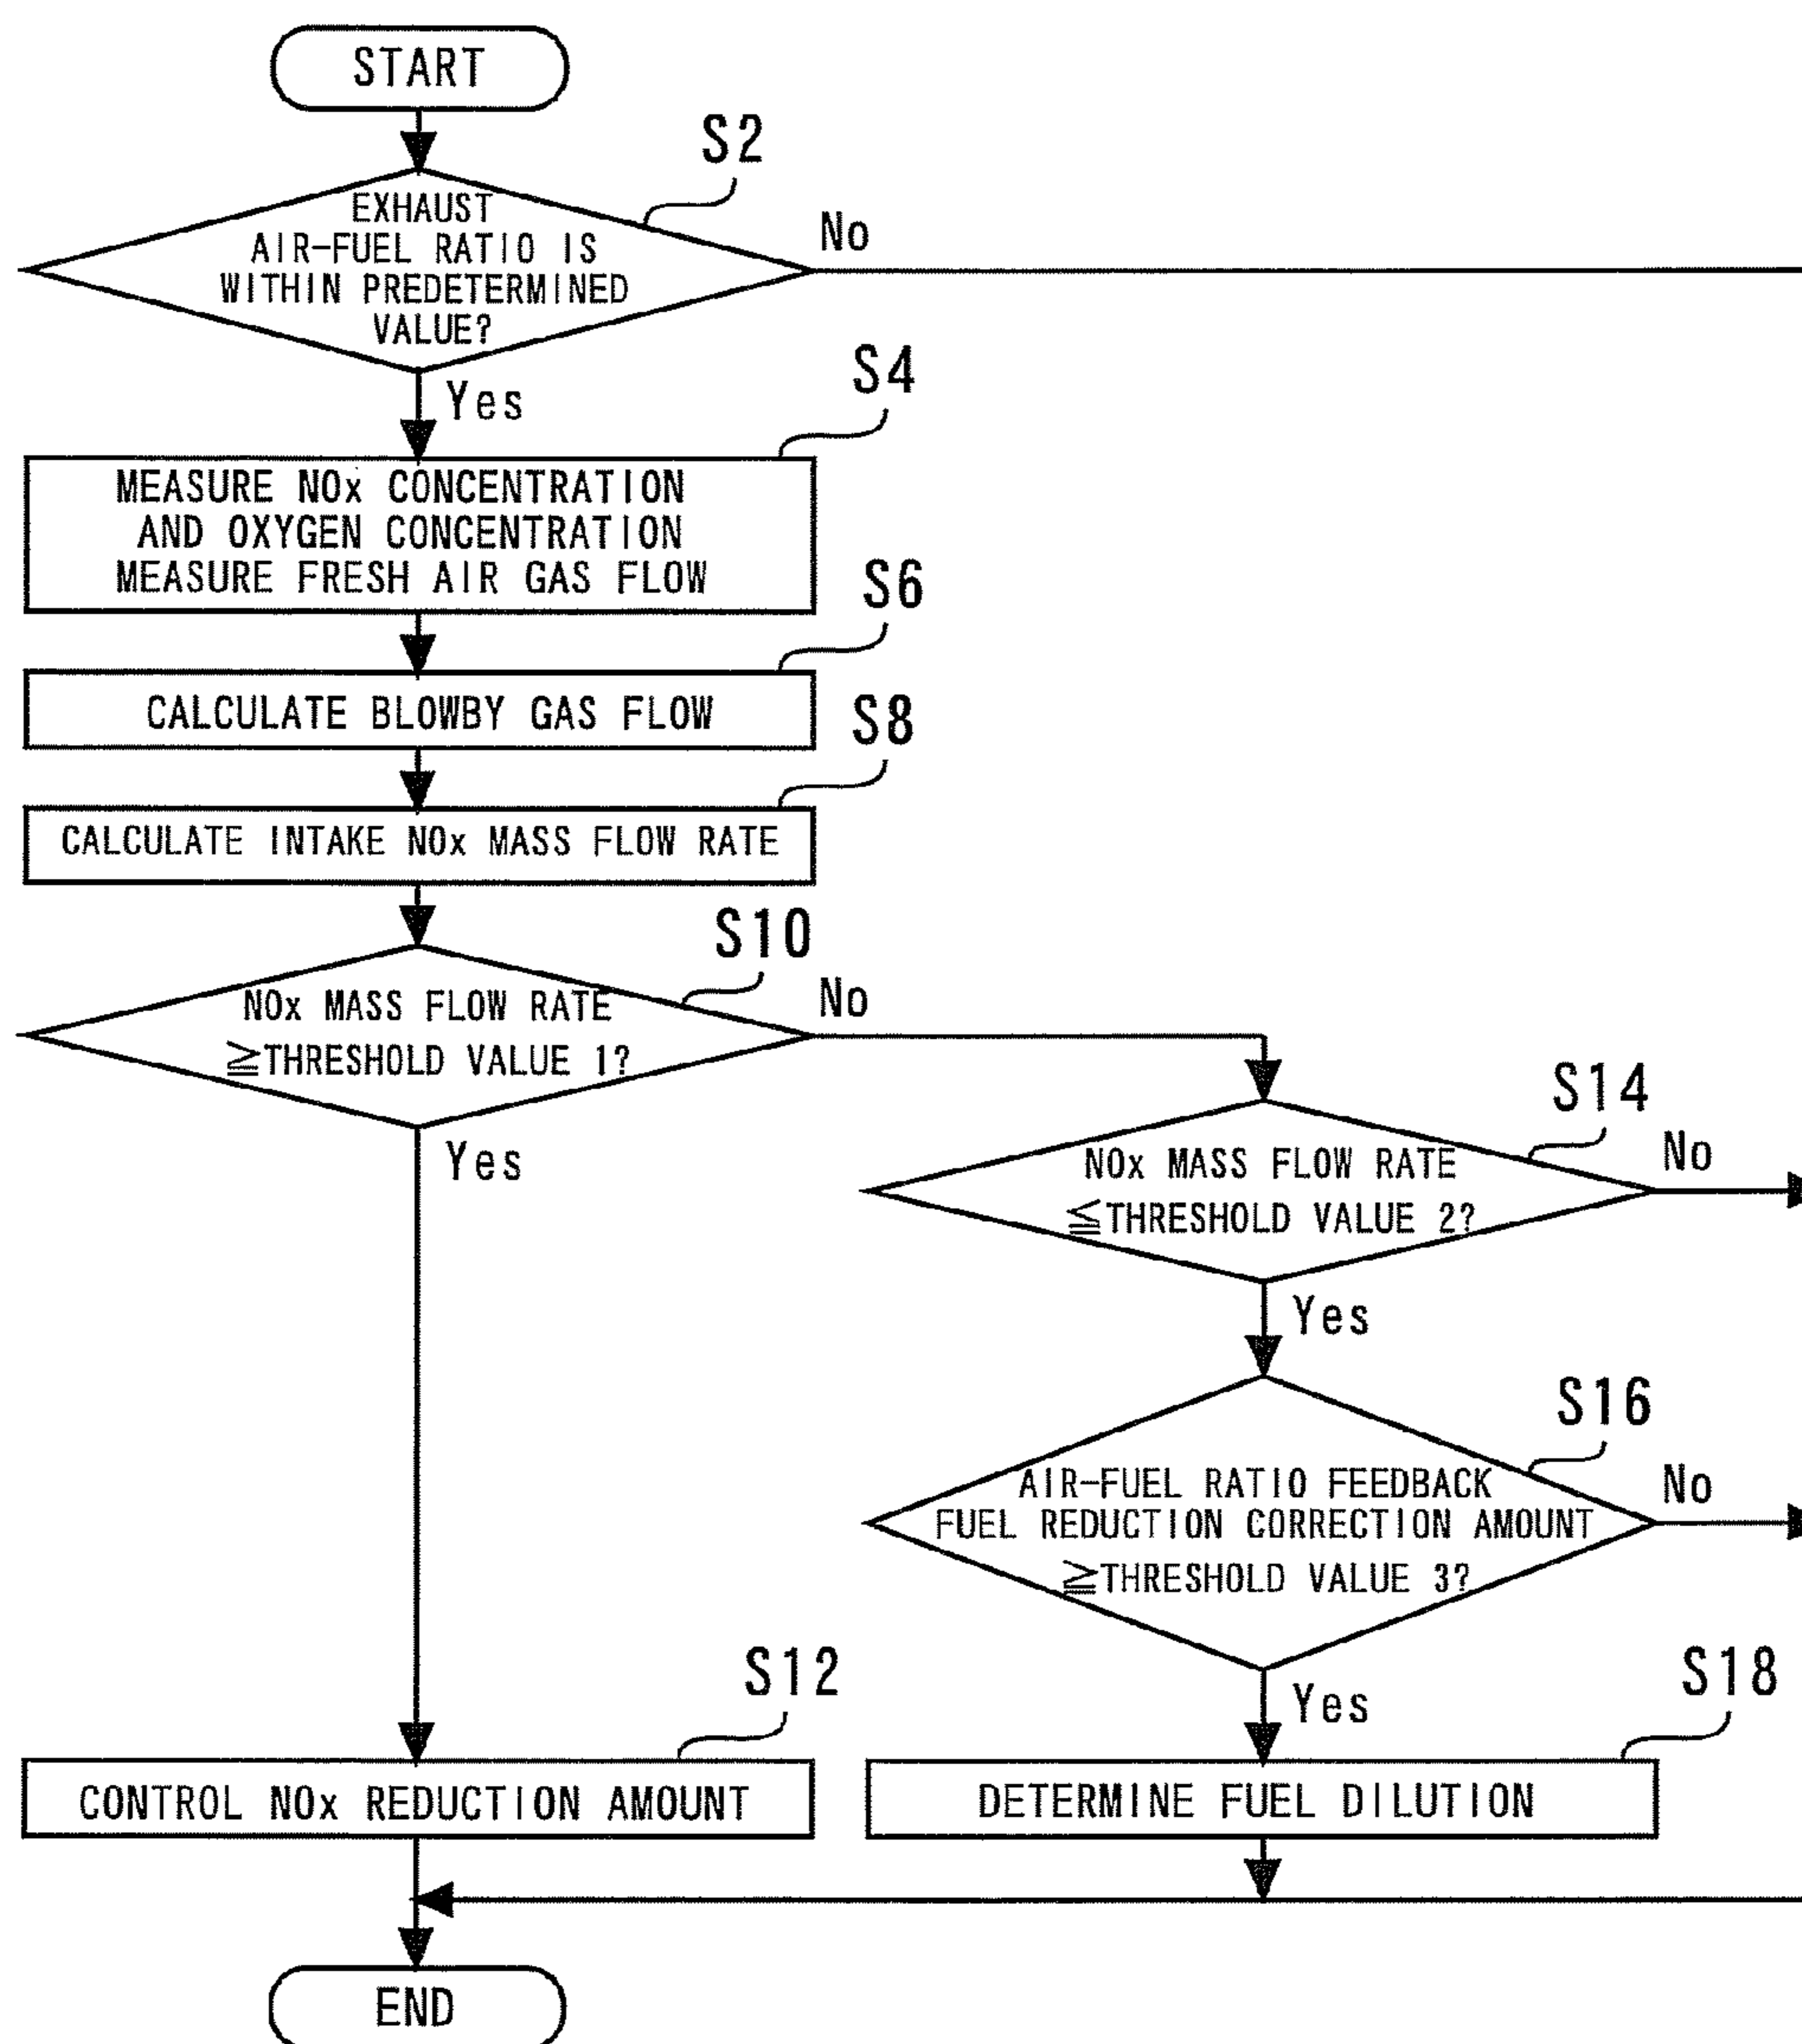 START
S2
EXHAUST
AIR-FUEL RATIO IS
WITHIN PREDETERMINED
VALUE?
No
Yes
S4
MEASURE NOx CONCENTRATION
AND OXYGEN CONCENTRATION
MEASURE FRESH AIR GAS FLOW
S6
CALCULATE BLOWBY GAS FLOW
S8
CALCULATE INTAKE NOx MASS FLOW RATE
S10
NOx MASS FLOW RATE
≧THRESHOLD VALUE 1?
No
Yes
S14
NOx MASS FLOW RATE
≦THRESHOLD VALUE 2?
No
Yes
S16
AIR-FUEL RATIO FEEDBACK
FUEL REDUCTION CORRECTION AMOUNT
≧THRESHOLD VALUE 3?
No
Yes
S12
CONTROL NOx REDUCTION AMOUNT
S18
DETERMINE FUEL DILUTION
END